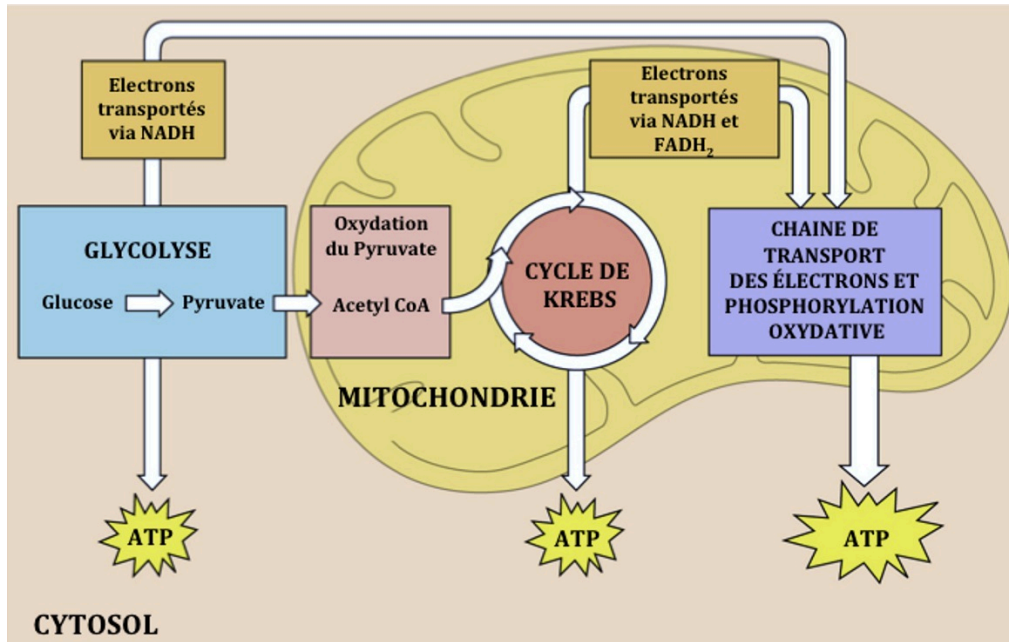 Electrons
transportés
via NADH
Electrons
transportés
via NADH et
FADH₂
GLYCOLYSE
Glucose
Pyruvate
Oxydation
du Pyruvate
Acetyl CoA
CYCLE DE
KREBS
CHAINE DE
TRANSPORT
DES ÉLECTRONS ET
PHOSPHORYLATION
OXYDATIVE
MITOCHONDRIE
ATP
ATP
ATP
CYTOSOL